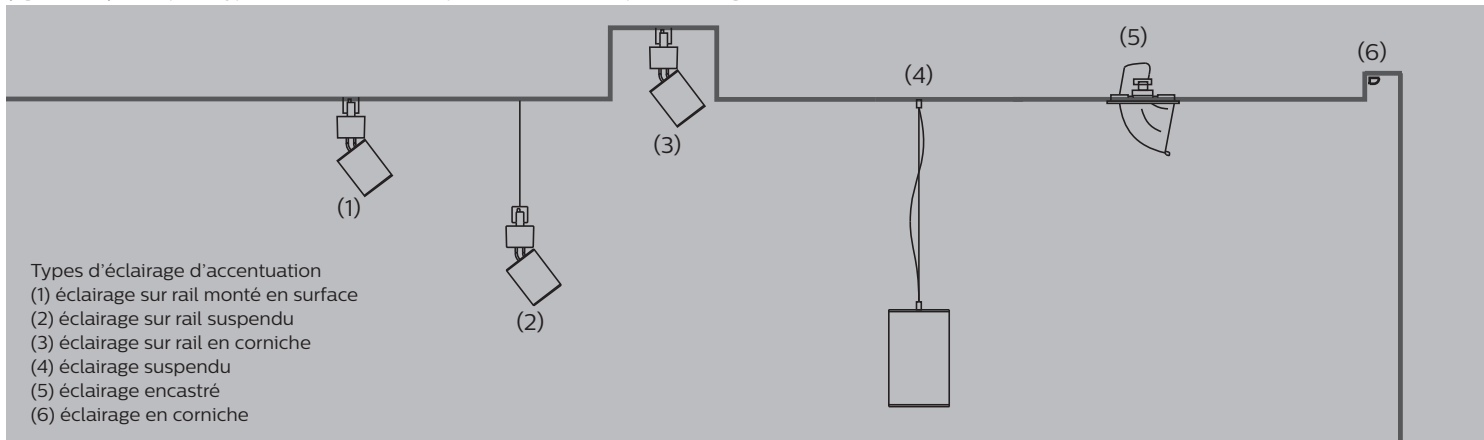 (5)
(6)
(4)
(3)
(1)
(2)
Types d'éclairage d'accentuation
(1) éclairage sur rail monté en surface
(2) éclairage sur rail suspendu
(3) éclairage sur rail en corniche
(4) éclairage suspendu
(5) éclairage encastré
(6) éclairage en corniche